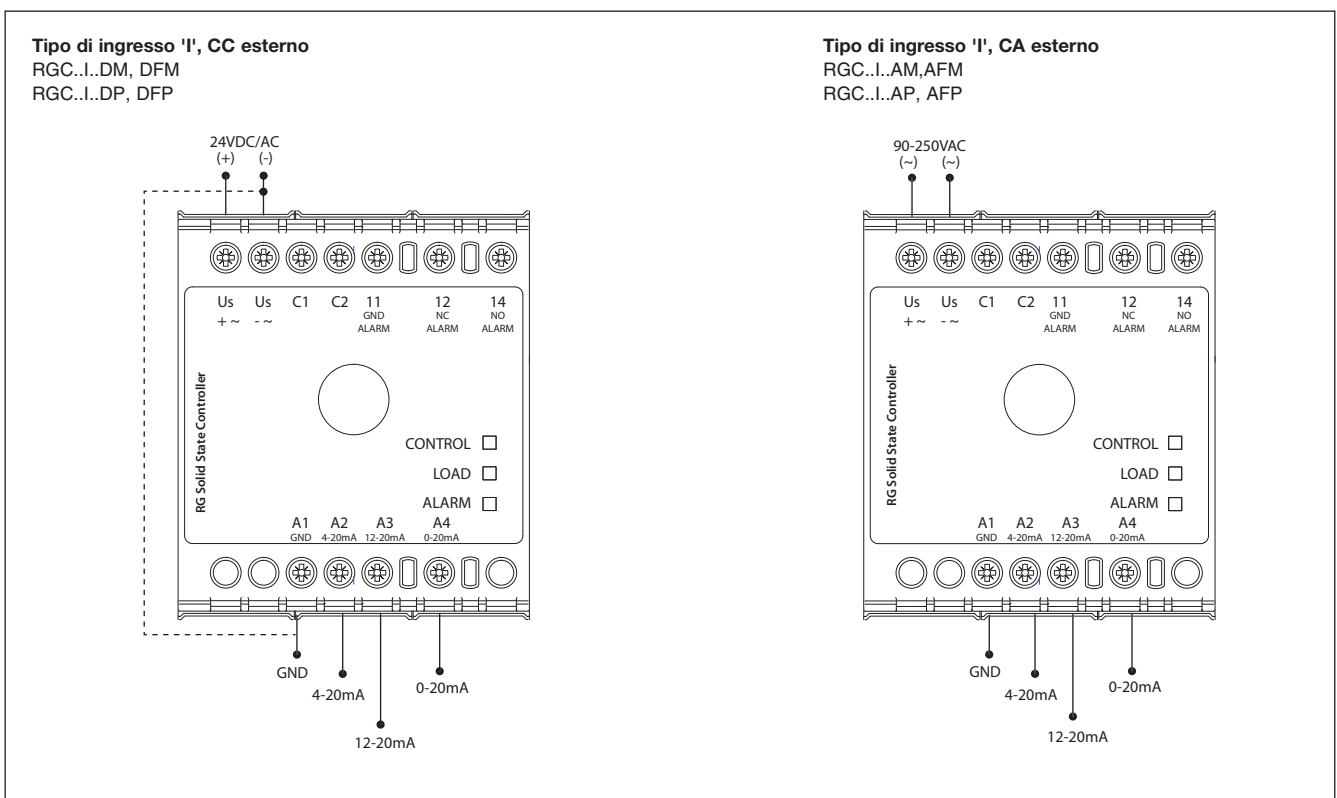 Tipo di ingresso 'I', CC esterno
RGC..I..DM, DFM
RGC..I..DP, DFP
24VDC/AC
(+) (-)
Us Us C1 C2 11 12 14
+ ~ - ~ GND NC NO
ALARM ALARM ALARM
RG Solid State Controller
CONTROL
LOAD
ALARM
A1 A2 A3 A4
GND 4-20mA 12-20mA 0-20mA
GND
4-20mA
0-20mA
12-20mA
Tipo di ingresso 'I', CA esterno
RGC..I..AM,AFM
RGC..I..AP, AFP
90-250VAC
(~) (~)
Us Us C1 C2 11 12 14
+ ~ - ~ GND NC NO
ALARM ALARM ALARM
RG Solid State Controller
CONTROL
LOAD
ALARM
A1 A2 A3 A4
GND 4-20mA 12-20mA 0-20mA
GND
4-20mA
0-20mA
12-20mA